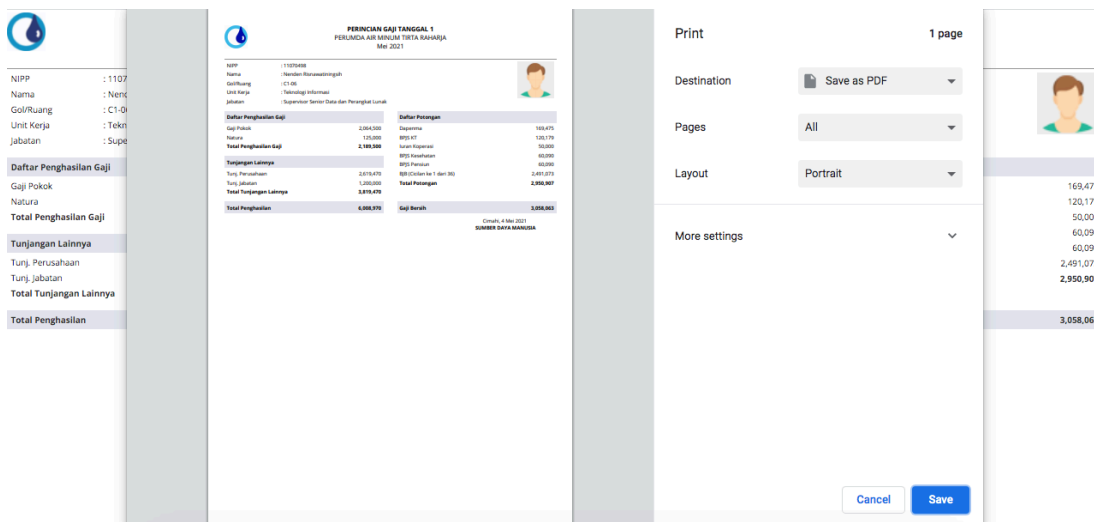 NIPP : 1107
Nama : Nend
Gol/Ruang : C1-0
Unit Kerja : Tekn
Jabatan : Supe
Daftar Penghasilan Gaji
Gaji Pokok
Natura
Total Penghasilan Gaji
Tunjangan Lainnya
Tunj. Perusahaan
Tunj. Jabatan
Total Tunjangan Lainnya
Total Penghasilan
PERINCIAN GAJI TANGGAL 1
PERUMDA AIR MINUM TIRTA RAHARJA
Mei 2021
NIPP : 11070498
Nama : Nenden Risnawatiningsih
Gol/Ruang : C1-06
Unit Kerja : Teknologi Informasi
Jabatan : Supervisor Senior Data dan Perangkat Lunak
Daftar Penghasilan Gaji
Gaji Pokok 2,064,500
Natura 125,000
Total Penghasilan Gaji 2,189,500
Tunjangan Lainnya
Tunj. Perusahaan 2,619,470
Tunj. Jabatan 1,200,000
Total Tunjangan Lainnya 3,819,470
Total Penghasilan 6,008,970
Daftar Potongan
Dapenma 169,475
BPJS KT 120,179
Iuran Koperasi 50,000
BPJS Kesehatan 60,090
BPJS Pensiun 60,090
BJB (Cicilan ke 1 dari 36) 2,491,073
Total Potongan 2,950,907
Gaji Bersih 3,058,063
Cimahi, 4 Mei 2021
SUMBER DAYA MANUSIA
Print 1 page
Destination Save as PDF
Pages All
Layout Portrait
More settings
Cancel Save
169,47
120,17
50,00
60,09
60,09
2,491,07
2,950,90
3,058,06